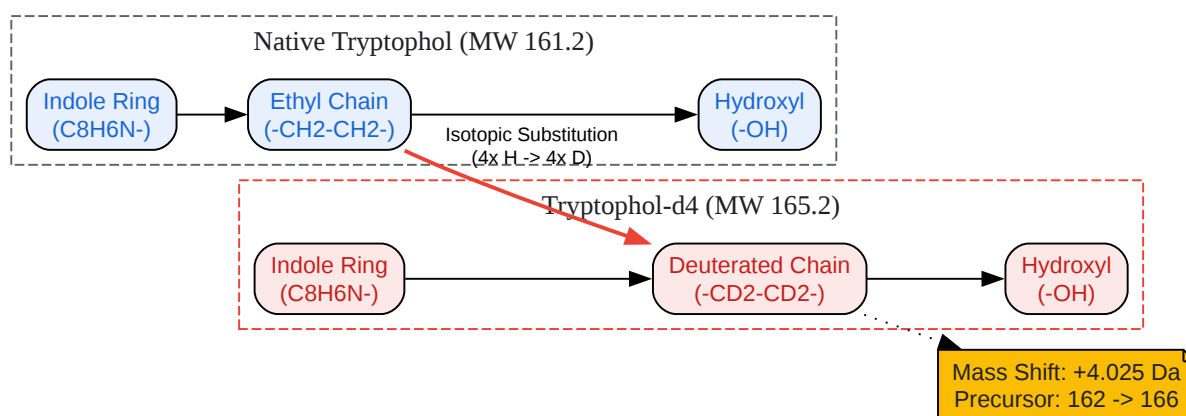 Native Tryptophol (MW 161.2)
Indole Ring
(C8H6N-)
Ethyl Chain
(-CH2-CH2-)
Hydroxyl
(-OH)
Isotopic Substitution
(4x H -> 4x D)
Tryptophol-d4 (MW 165.2)
Indole Ring
(C8H6N-)
Deuterated Chain
(-CD2-CD2-)
Hydroxyl
(-OH)
Mass Shift: +4.025 Da
Precursor: 162 -> 166